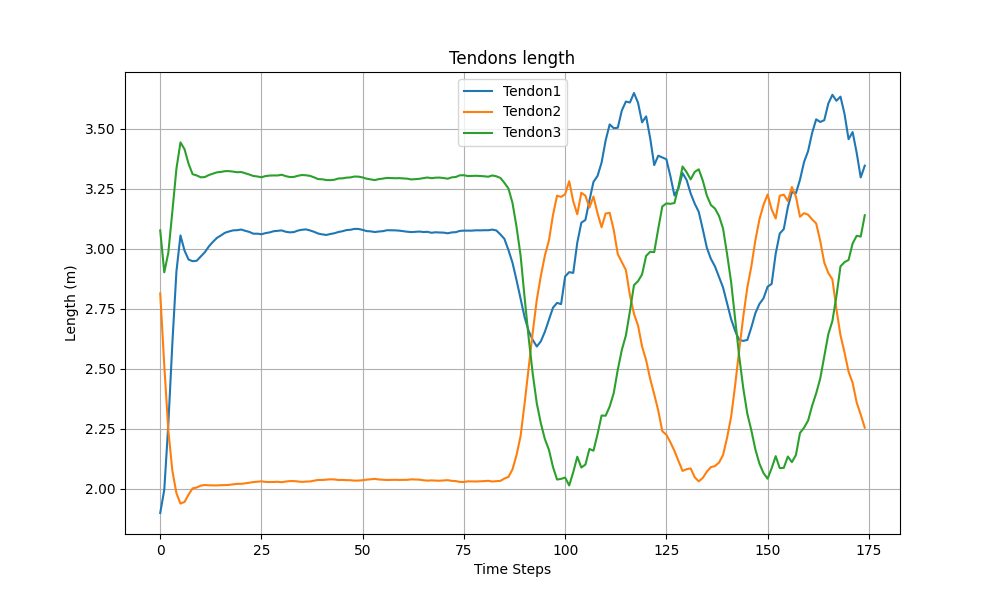 Tendons length
Tendon1
Tendon2
Tendon3
Length (m)
3.50
3.25
3.00
2.75
2.50
2.25
2.00
0 25 50 75 100 125 150 175
Time Steps